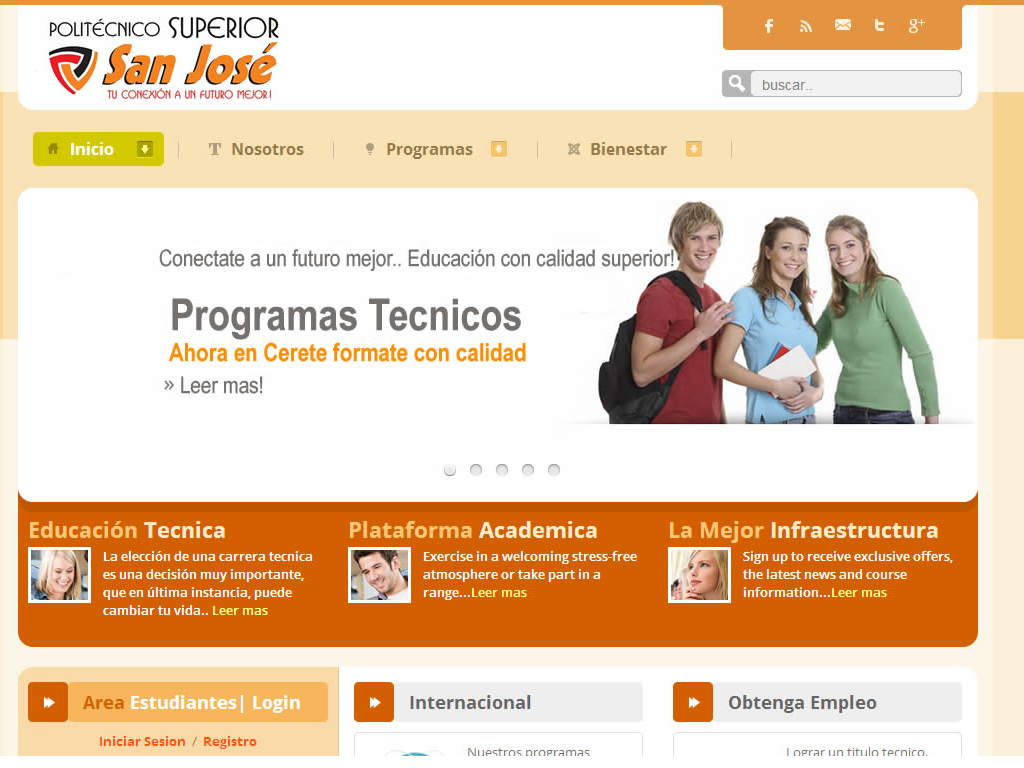 POLITÉCNICO SUPERIOR
San José
TU CONEXIÓN A UN FUTURO MEJOR!
buscar..
Inicio
Nosotros
Programas
Bienestar
Conectate a un futuro mejor.. Educación con calidad superior!
Programas Tecnicos
Ahora en Cerete formate con calidad
» Leer mas!
Educación Tecnica
La elección de una carrera tecnica
es una decisión muy importante,
que en última instancia, puede
cambiar tu vida.. Leer mas
Plataforma Academica
Exercise in a welcoming stress-free
atmosphere or take part in a
range...Leer mas
La Mejor Infraestructura
Sign up to receive exclusive offers,
the latest news and course
information...Leer mas
Area Estudiantes| Login
Iniciar Sesion / Registro
Internacional
Nuestros programas
Obtenga Empleo
Lograr un titulo tecnico,